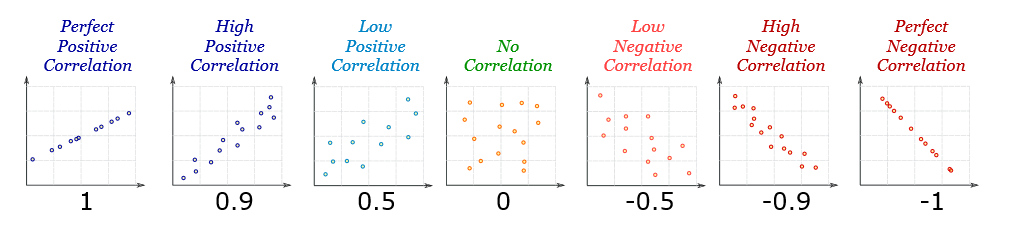 Perfect
Positive
Correlation
High
Positive
Correlation
Low
Positive
Correlation
No
Correlation
Low
Negative
Correlation
High
Negative
Correlation
Perfect
Negative
Correlation
1
0.9
0.5
0
-0.5
-0.9
-1